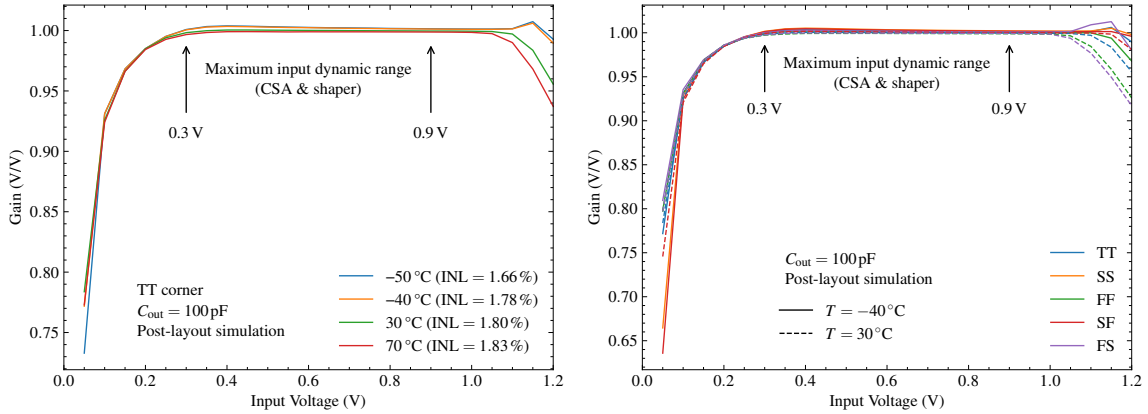 1.00
0.95
0.90
0.85
0.80
0.75
Gain (V/V)
Maximum input dynamic range
(CSA & shaper)
0.3 V
0.9 V
TT corner
Cout = 100 pF
Post-layout simulation
−50 °C (INL = 1.66%)
−40 °C (INL = 1.78%)
30 °C (INL = 1.80%)
70 °C (INL = 1.83%)
0.0 0.2 0.4 0.6 0.8 1.0 1.2
Input Voltage (V)
1.00
0.95
0.90
0.85
0.80
0.75
0.70
0.65
Gain (V/V)
Maximum input dynamic range
(CSA & shaper)
0.3 V
0.9 V
Cout = 100 pF
Post-layout simulation
T = −40 °C
T = 30 °C
TT
SS
FF
SF
FS
0.0 0.2 0.4 0.6 0.8 1.0 1.2
Input Voltage (V)